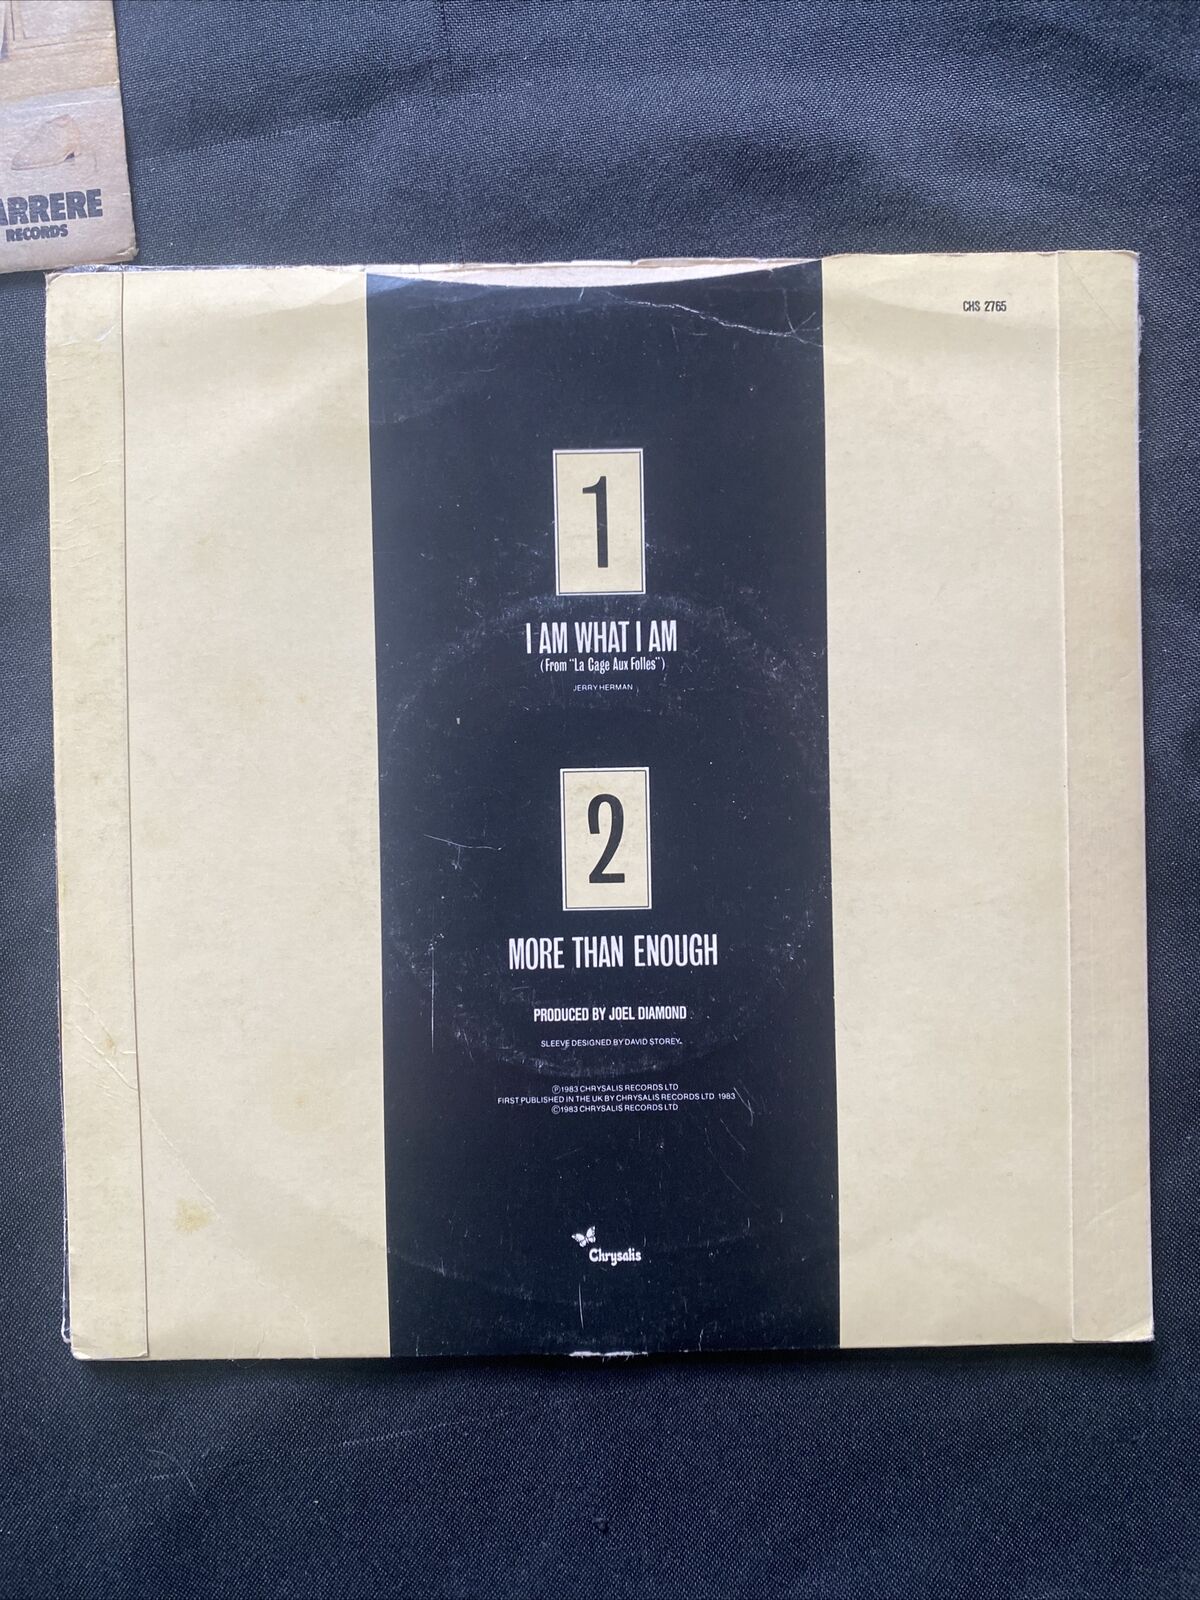 ARRERE
RECORDS
CHS 2765
1
I AM WHAT I AM
(From "La Cage Aux Folles")
JERRY HERMAN
2
MORE THAN ENOUGH
PRODUCED BY JOEL DIAMOND
SLEEVE DESIGNED BY DAVID STOREY
Ⓟ1983 CHRYSALIS RECORDS LTD
FIRST PUBLISHED IN THE UK BY CHRYSALIS RECORDS LTD 1983
©1983 CHRYSALIS RECORDS LTD
Chrysalis